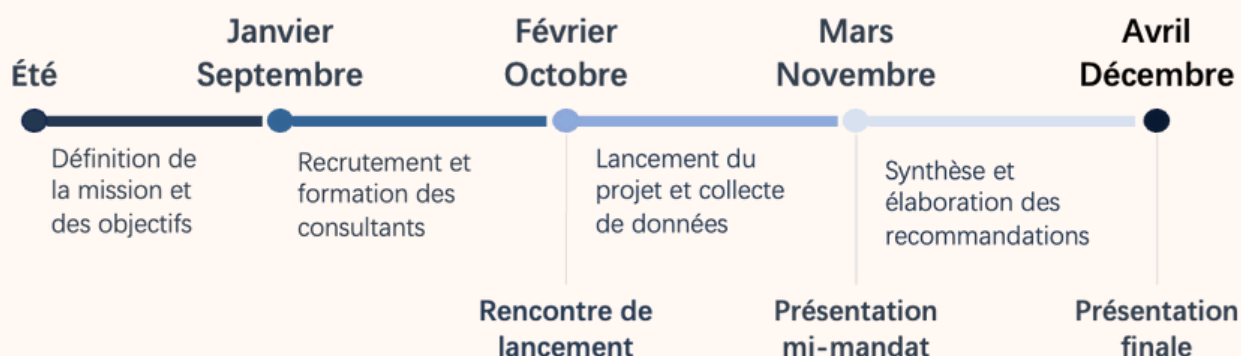 Été
Janvier
Septembre
Février
Octobre
Mars
Novembre
Avril
Décembre
Définition de
la mission et
des objectifs
Recrutement et
formation des
consultants
Lancement du
projet et collecte
de données
Synthèse et
élaboration des
recommandations
Rencontre de
lancement
Présentation
mi-mandat
Présentation
finale